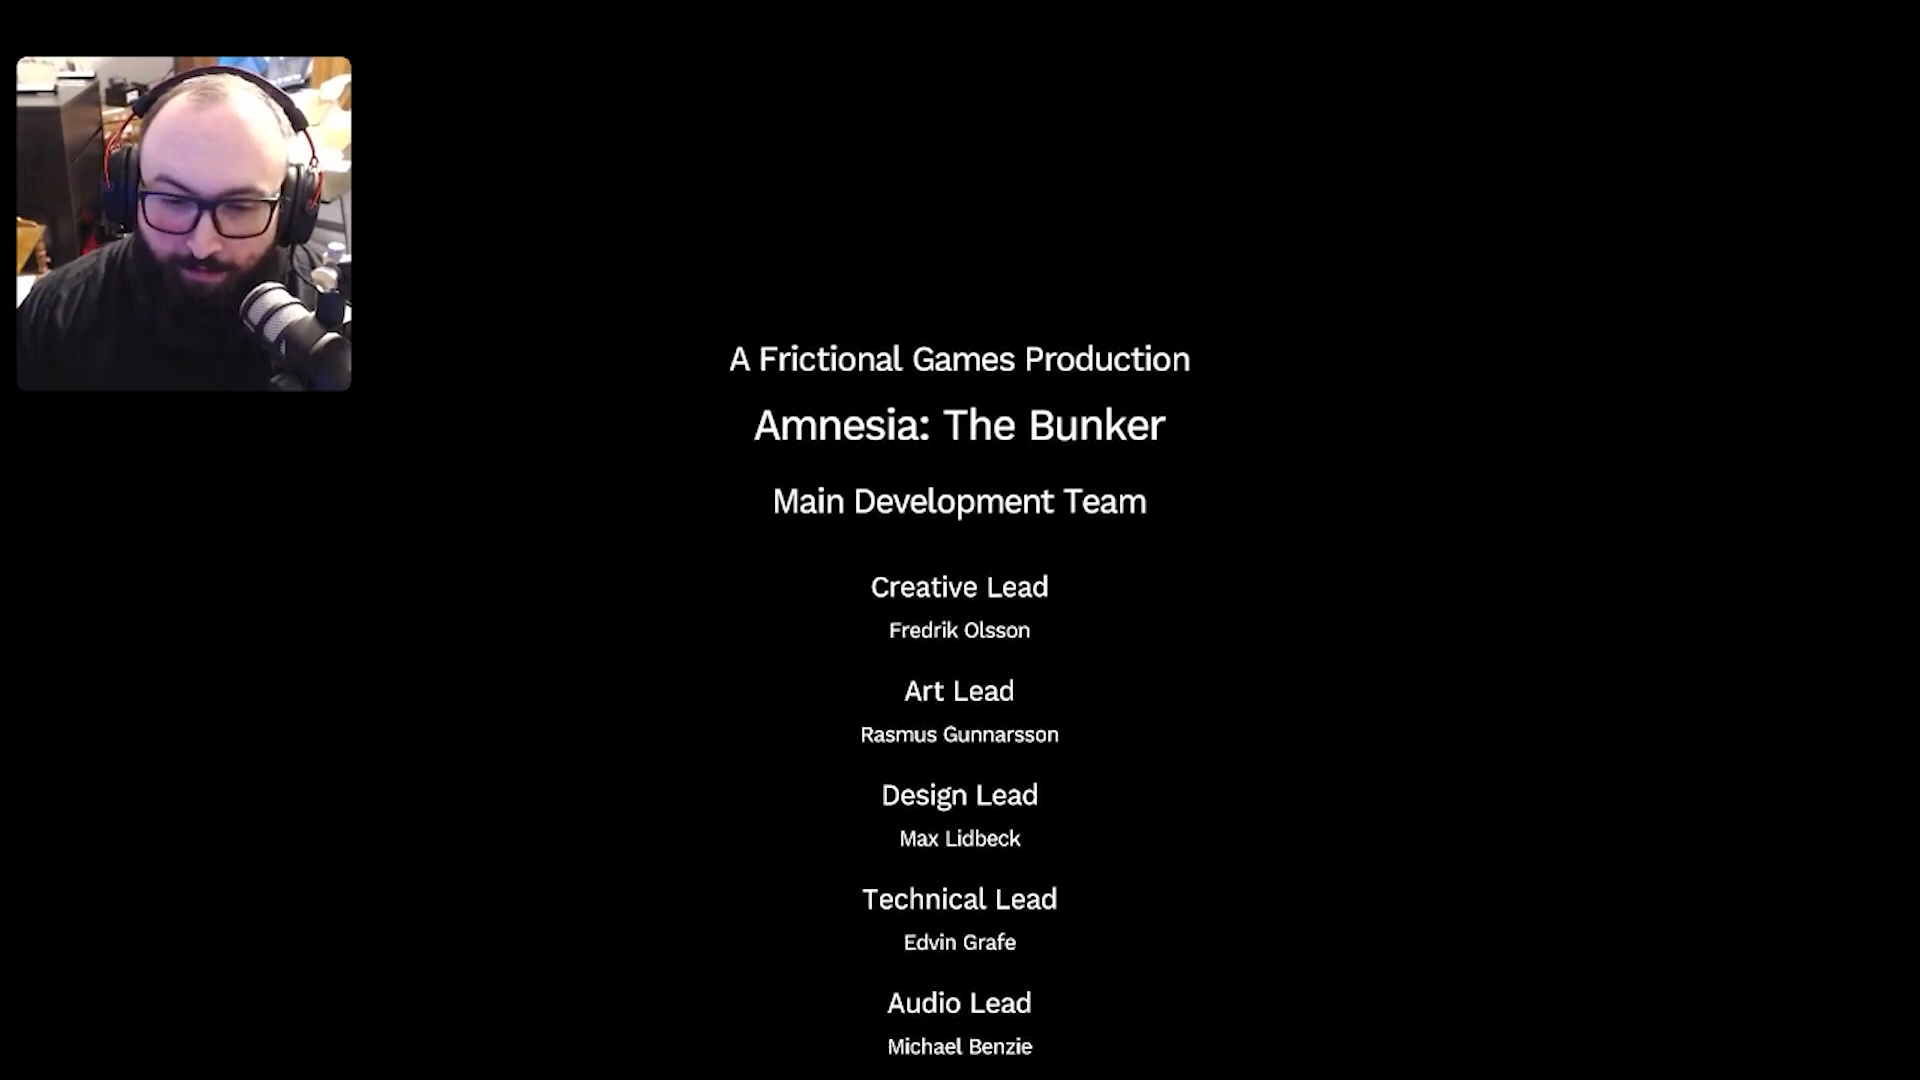 A Frictional Games Production
Amnesia: The Bunker
Main Development Team
Creative Lead
Fredrik Olsson
Art Lead
Rasmus Gunnarsson
Design Lead
Max Lidbeck
Technical Lead
Edvin Grafe
Audio Lead
Michael Benzie